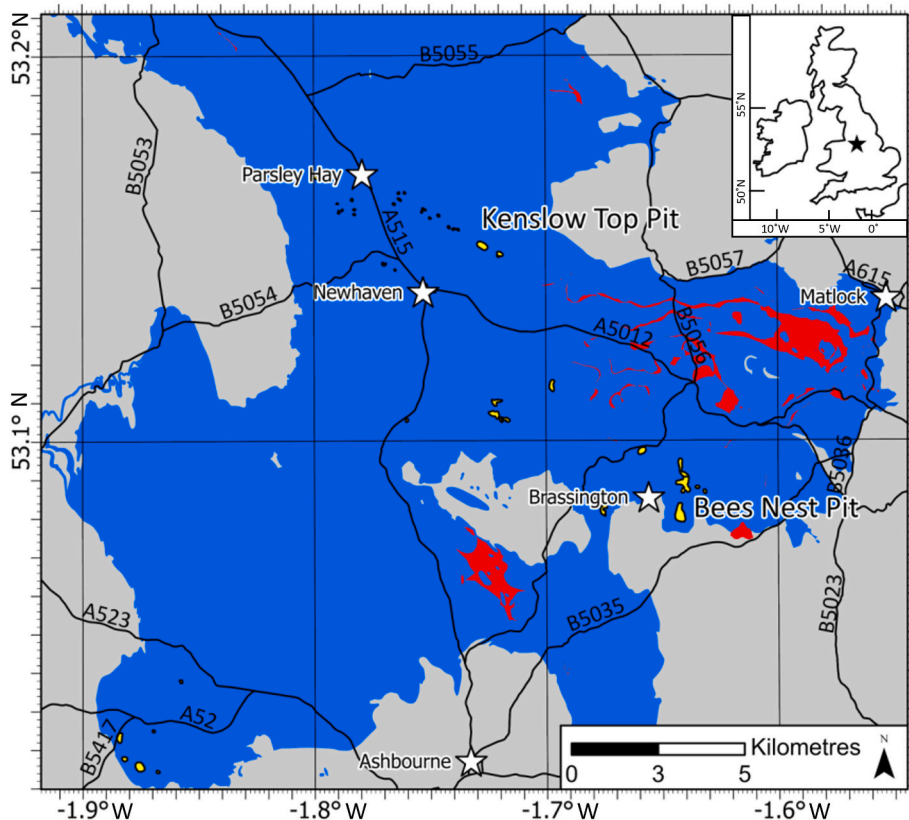 53.2° N
B5055
55°N
50°N
10°W
5°W
0°
B5053
Parsley Hay
A515
Kenslow Top Pit
B5057
A615
Matlock
B5054
Newhaven
A5012
B5056
53.1° N
B5036
Brassington
Bees Nest Pit
A523
B5035
B5023
A52
B5417
Ashbourne
Kilometres
0
3
5
N
-1.9°W
-1.8°W
-1.7°W
-1.6°W